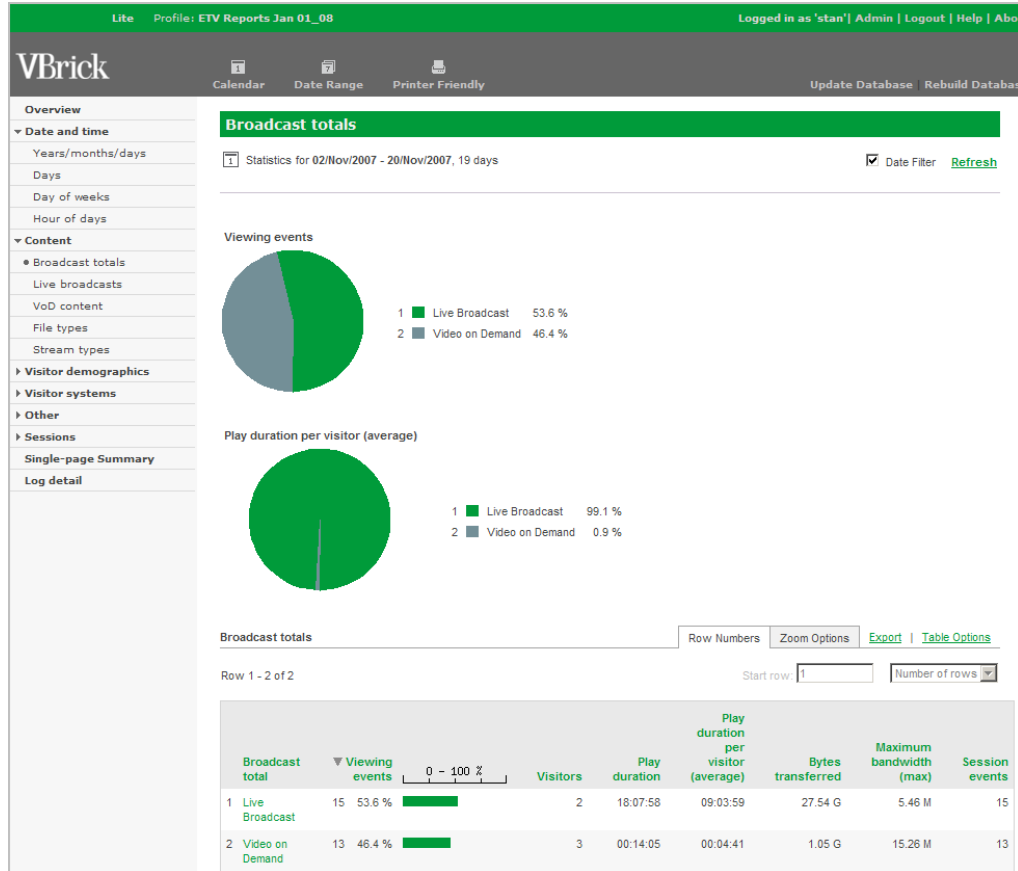 Lite Profile: ETV Reports Jan 01_08 Logged in as 'stan'| Admin | Logout | Help | Abo
VBrick
1 7
Calendar Date Range Printer Friendly Update Database Rebuild Databas
Overview
Date and time
Years/months/days
Days
Day of weeks
Hour of days
Content
Broadcast totals
Live broadcasts
VoD content
File types
Stream types
Visitor demographics
Visitor systems
Other
Sessions
Single-page Summary
Log detail
Broadcast totals
1 Statistics for 02/Nov/2007 - 20/Nov/2007, 19 days Date Filter Refresh
Viewing events
1 Live Broadcast 53.6 %
2 Video on Demand 46.4 %
Play duration per visitor (average)
1 Live Broadcast 99.1 %
2 Video on Demand 0.9 %
Broadcast totals Row Numbers Zoom Options Export | Table Options
Row 1 - 2 of 2 Start row: 1 Number of rows
Broadcast total Viewing events 0 - 100 % Visitors Play duration Play duration per visitor (average) Bytes transferred Maximum bandwidth (max) Session events
1 Live Broadcast 15 53.6 % 2 18:07:58 09:03:59 27.54 G 5.46 M 15
2 Video on Demand 13 46.4 % 3 00:14:05 00:04:41 1.05 G 15.26 M 13